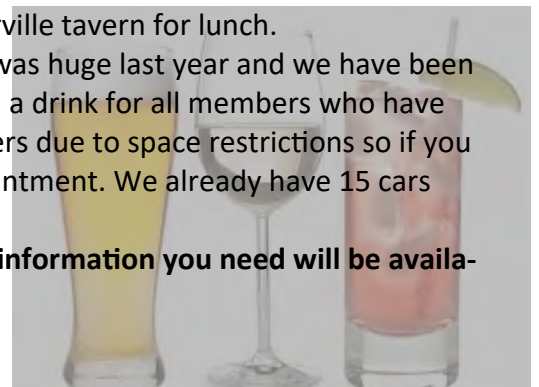 rville tavern for lunch.
was huge last year and we have been
a drink for all members who have
ers due to space restrictions so if you
intment. We already have 15 cars
information you need will be availa-